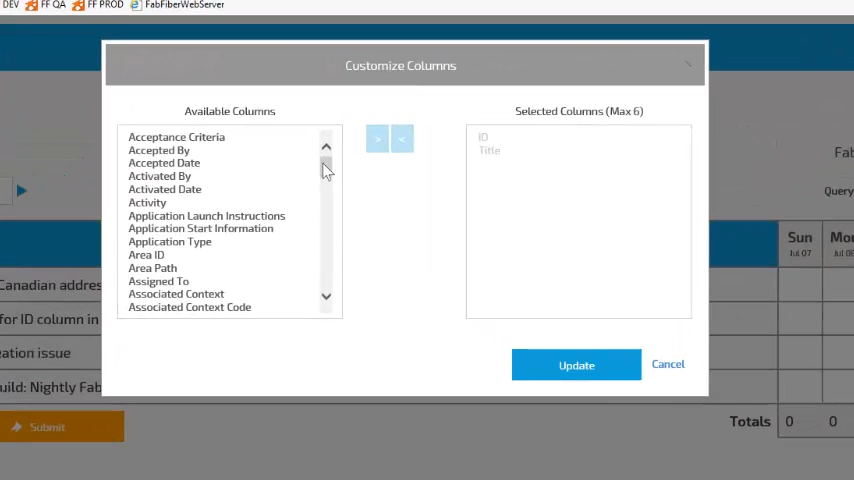 DEV FF QA FF PROD FabFiberWebServer
Customize Columns
Available Columns
Selected Columns (Max 6)
Acceptance Criteria
Accepted By
Accepted Date
Activated By
Activated Date
Activity
Application Launch Instructions
Application Start Information
Application Type
Area ID
Area Path
Assigned To
Associated Context
Associated Context Code
> <
ID
Title
Update
Cancel
Fab
Query
Sun
Mo
Jul 07
Jul 08
Canadian addres
for ID column in
eation issue
uild: Nightly Fab
Submit
Totals 0 0